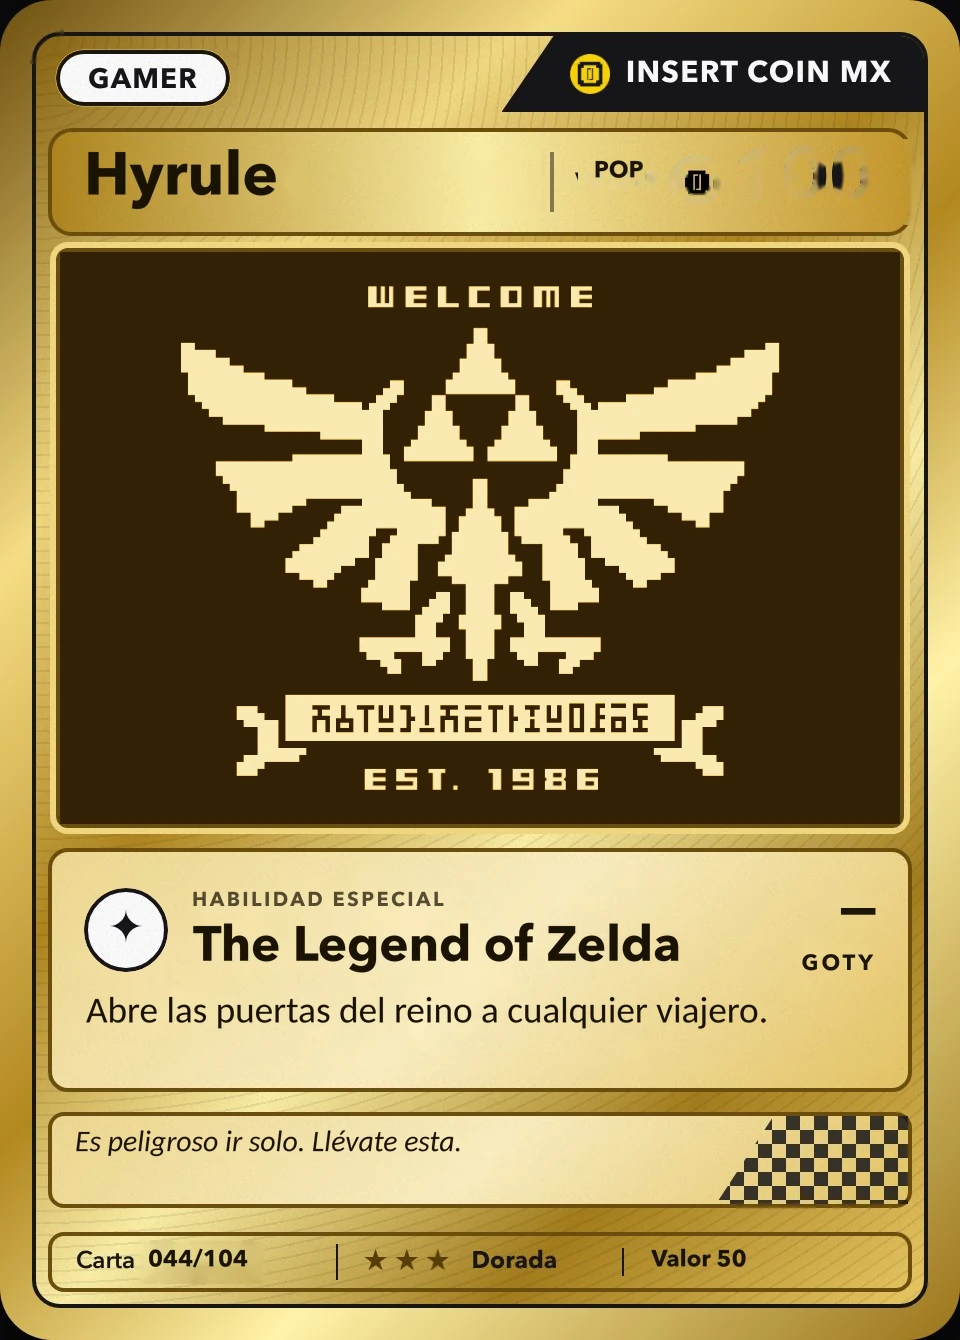 GAMER
INSERT COIN MX
Hyrule
POP
WELCOME
EST. 1986
HABILIDAD ESPECIAL
The Legend of Zelda
—
GOTY
Abre las puertas del reino a cualquier viajero.
Es peligroso ir solo. Llévate esta.
Carta 044/104
★★★ Dorada
Valor 50